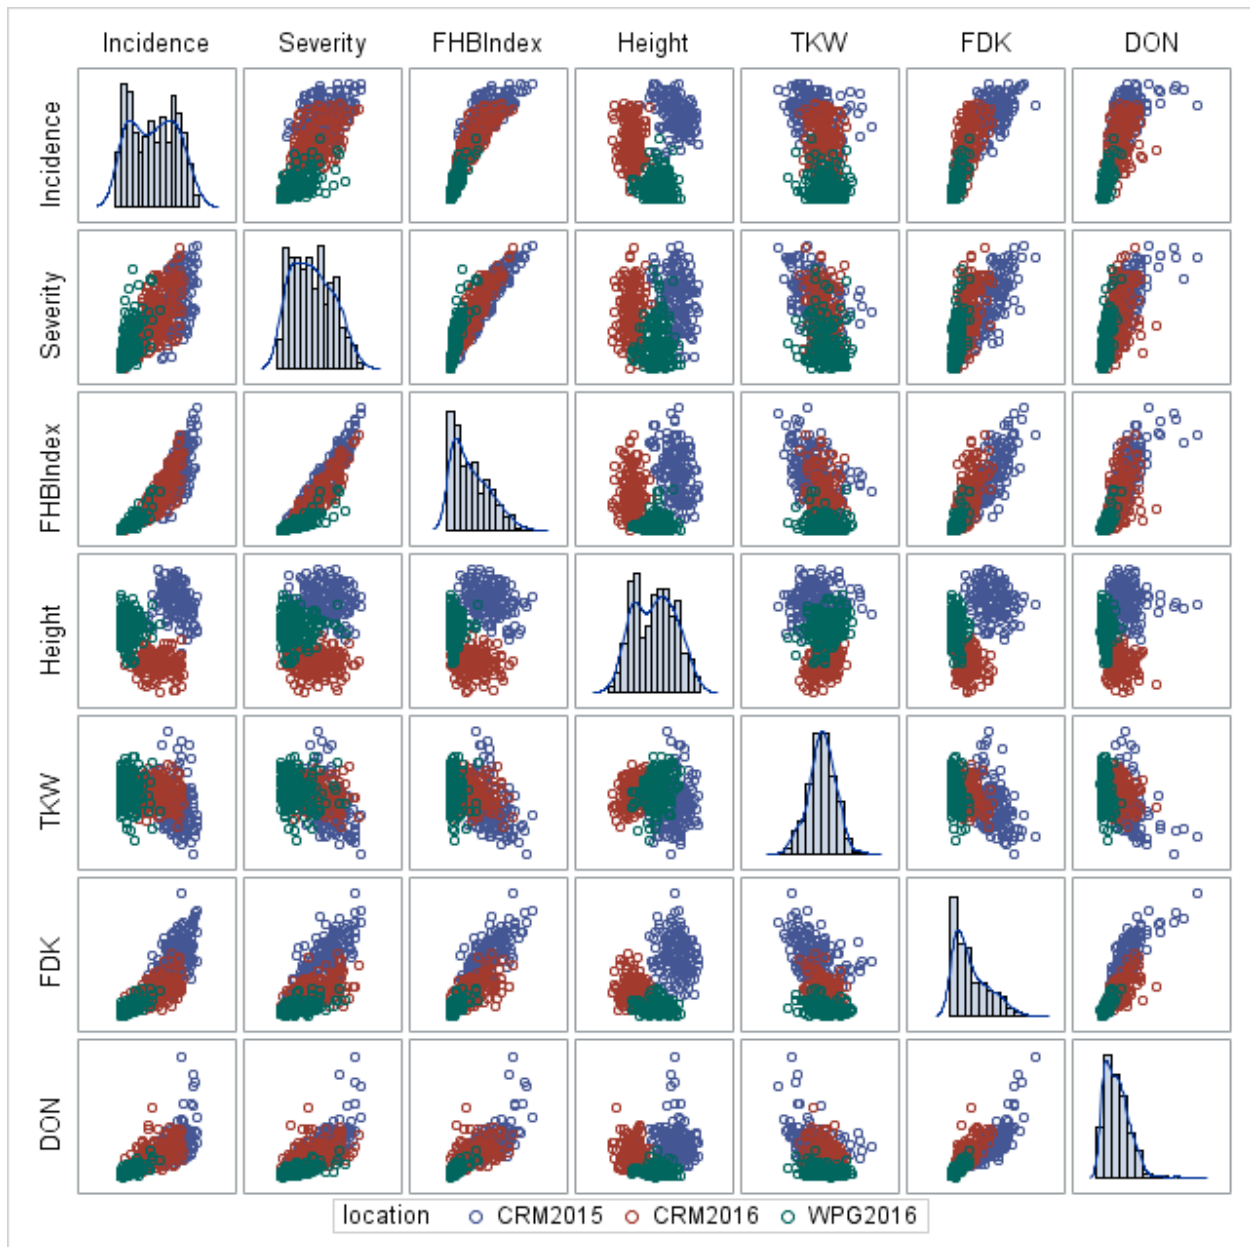 Incidence Severity FHBIndex Height TKW FDK DON
Incidence
Severity
FHBIndex
Height
TKW
FDK
DON
location CRM2015 CRM2016 WPG2016